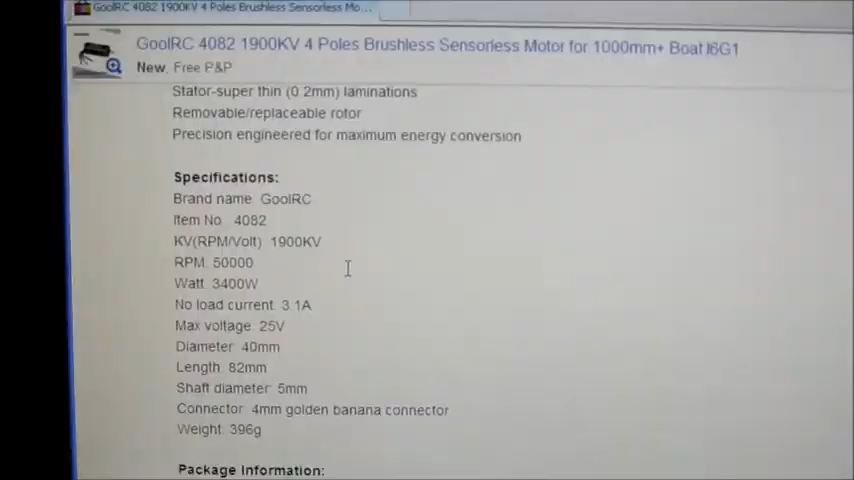 GoolRC 4082 1900KV 4 Poles Brushless Sensorless Mo...
GoolRC 4082 1900KV 4 Poles Brushless Sensorless Motor for 1000mm+ Boat I6G1
New, Free P&P
Stator-super thin (0.2mm) laminations
Removable/replaceable rotor
Precision engineered for maximum energy conversion
Specifications:
Brand name: GoolRC
Item No.: 4082
KV(RPM/Volt): 1900KV
RPM: 50000
Watt: 3400W
No load current: 3.1A
Max voltage: 25V
Diameter: 40mm
Length: 82mm
Shaft diameter: 5mm
Connector: 4mm golden banana connector
Weight: 396g
Package Information: